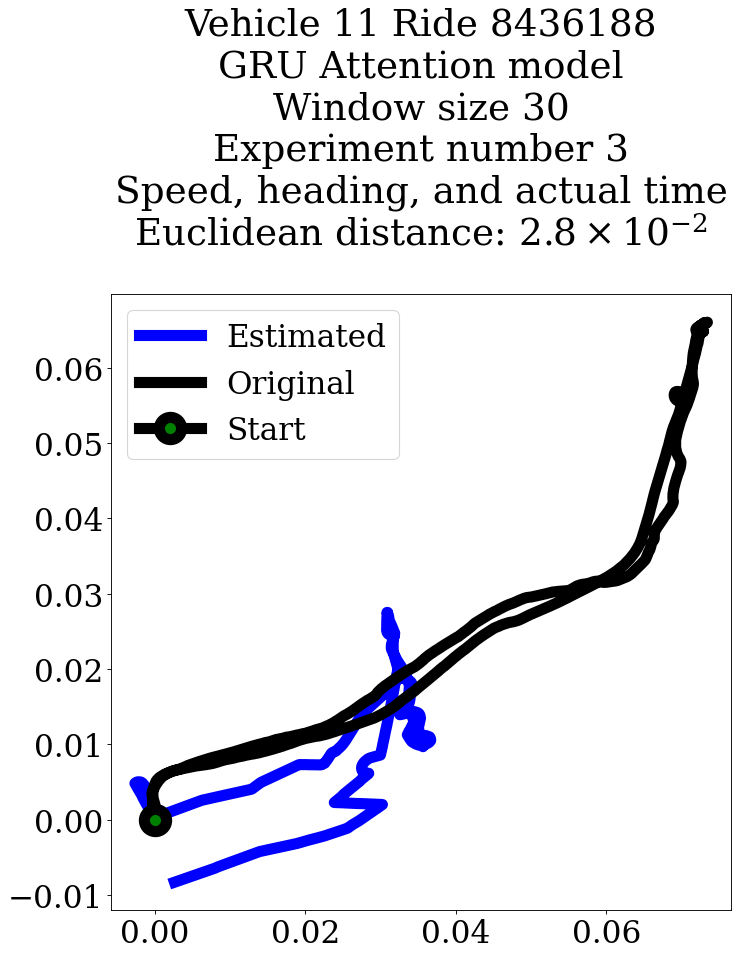 Vehicle 11 Ride 8436188
GRU Attention model
Window size 30
Experiment number 3
Speed, heading, and actual time
Euclidean distance: 2.8 × 10⁻²
Estimated
Original
Start
0.06
0.05
0.04
0.03
0.02
0.01
0.00
−0.01
0.00 0.02 0.04 0.06